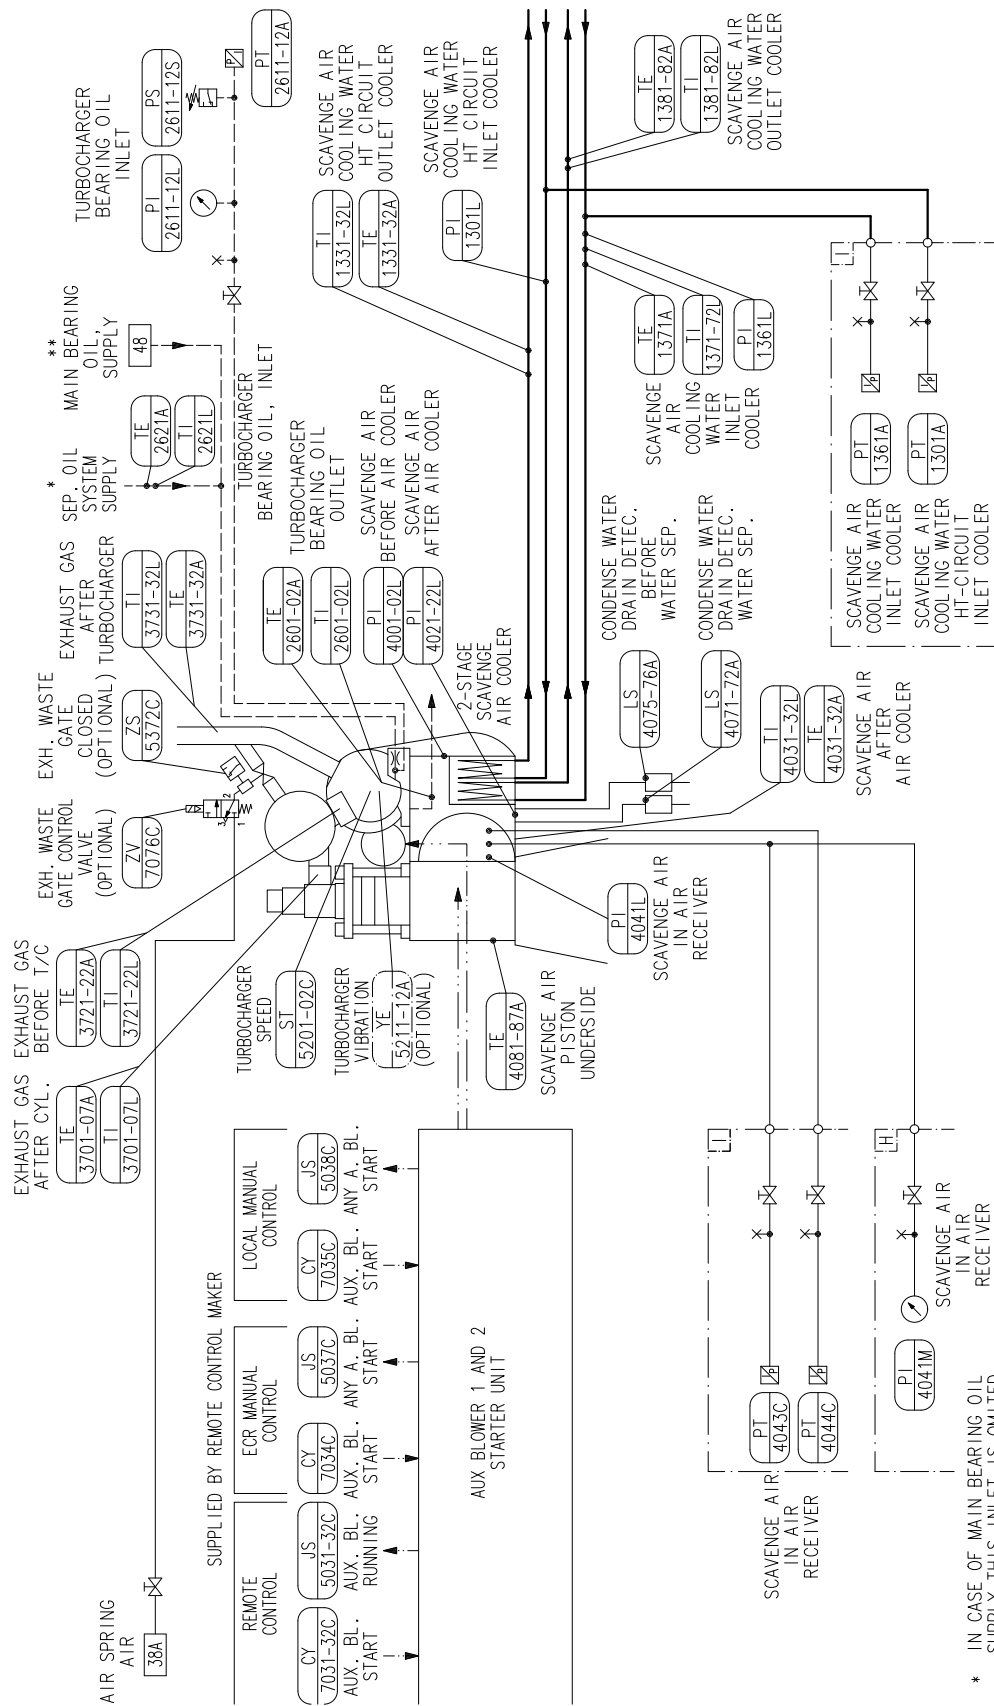 AIR SPRING
AIR
38A
EXHAUST GAS
AFTER CYL.
TE
3701-07A
TI
3701-07L
EXHAUST GAS
BEFORE T/C
TE
3721-22A
TI
3721-22L
EXH. WASTE
GATE CONTROL
VALVE
(OPTIONAL)
ZV
7076C
3
2
1
EXH. WASTE
GATE
CLOSED
(OPTIONAL)
ZS
5372C
EXHAUST GAS
AFTER
TURBOCHARGER
TI
3731-32L
TE
3731-32A
*
SEP. OIL
SYSTEM
SUPPLY
TE
2621A
TI
2621L
**
MAIN BEARING
OIL,
SUPPLY
48
TURBOCHARGER
BEARING OIL
INLET
PI
2611-12L
PS
2611-12S
P
I
PT
2611-12A
TURBOCHARGER
BEARING OIL, INLET
TURBOCHARGER
BEARING OIL
OUTLET
TE
2601-02A
TI
2601-02L
SCAVENGE AIR
BEFORE AIR COOLER
PI
4001-02L
SCAVENGE AIR
AFTER AIR COOLER
PI
4021-22L
2-STAGE
SCAVENGE
AIR COOLER
SCAVENGE AIR
COOLING WATER
HT CIRCUIT
OUTLET COOLER
TI
1331-32L
TE
1331-32A
SCAVENGE AIR
COOLING WATER
HT CIRCUIT
INLET COOLER
PI
1301L
TE
1381-82A
TI
1381-82L
SCAVENGE AIR
COOLING WATER
OUTLET COOLER
TE
1371A
TI
1371-72L
PI
1361L
SCAVENGE
AIR
COOLING
WATER
INLET
COOLER
CONDENSE WATER
DRAIN DETEC.
BEFORE
WATER SEP.
LS
4075-76A
CONDENSE WATER
DRAIN DETEC.
WATER SEP.
LS
4071-72A
TI
4031-32L
TE
4031-32A
SCAVENGE AIR
AFTER
AIR COOLER
I
I/P
PT
1361A
I/P
PT
1301A
SCAVENGE AIR
COOLING WATER
INLET COOLER
SCAVENGE AIR
COOLING WATER
HT-CIRCUIT
INLET COOLER
TURBOCHARGER
SPEED
ST
5201-02C
TURBOCHARGER
VIBRATION
YE
5211-12A
(OPTIONAL)
TE
4081-87A
SCAVENGE AIR
PISTON
UNDERSIDE
PI
4041L
SCAVENGE AIR
IN AIR
RECEIVER
SUPPLIED BY REMOTE CONTROL MAKER
REMOTE
CONTROL
ECR MANUAL
CONTROL
LOCAL MANUAL
CONTROL
CY
7031-32C
AUX. BL.
START
JS
5031-32C
AUX. BL.
RUNNING
CY
7034C
AUX. BL.
START
JS
5037C
ANY A. BL.
START
CY
7035C
AUX. BL.
START
JS
5038C
ANY A. BL.
START
AUX BLOWER 1 AND 2
STARTER UNIT
I
I/P
PT
4043C
I/P
PT
4044C
SCAVENGE AIR
IN AIR
RECEIVER
H
PI
4041M
SCAVENGE AIR
IN AIR
RECEIVER
* IN CASE OF MAIN BEARING OIL
SUPPLY THIS INLET IS OMITED